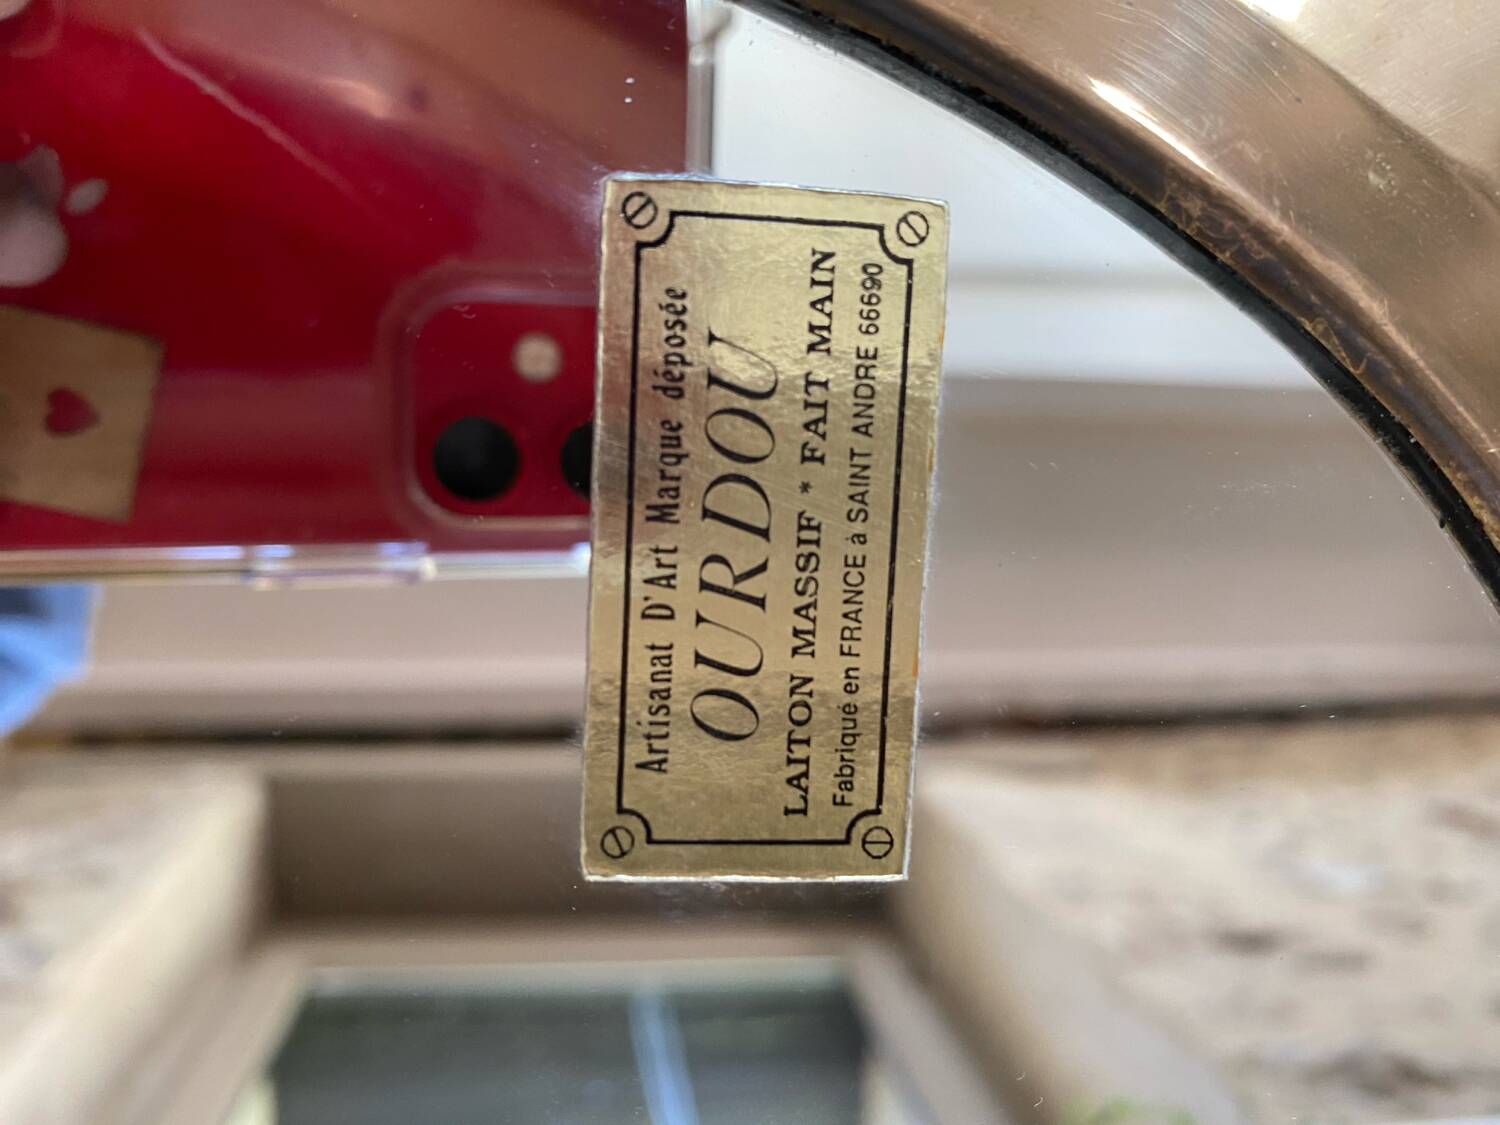 Artisanat D'Art Marque déposée
OURDOU
LAITON MASSIF * FAIT MAIN
Fabriqué en FRANCE à SAINT ANDRE 66690